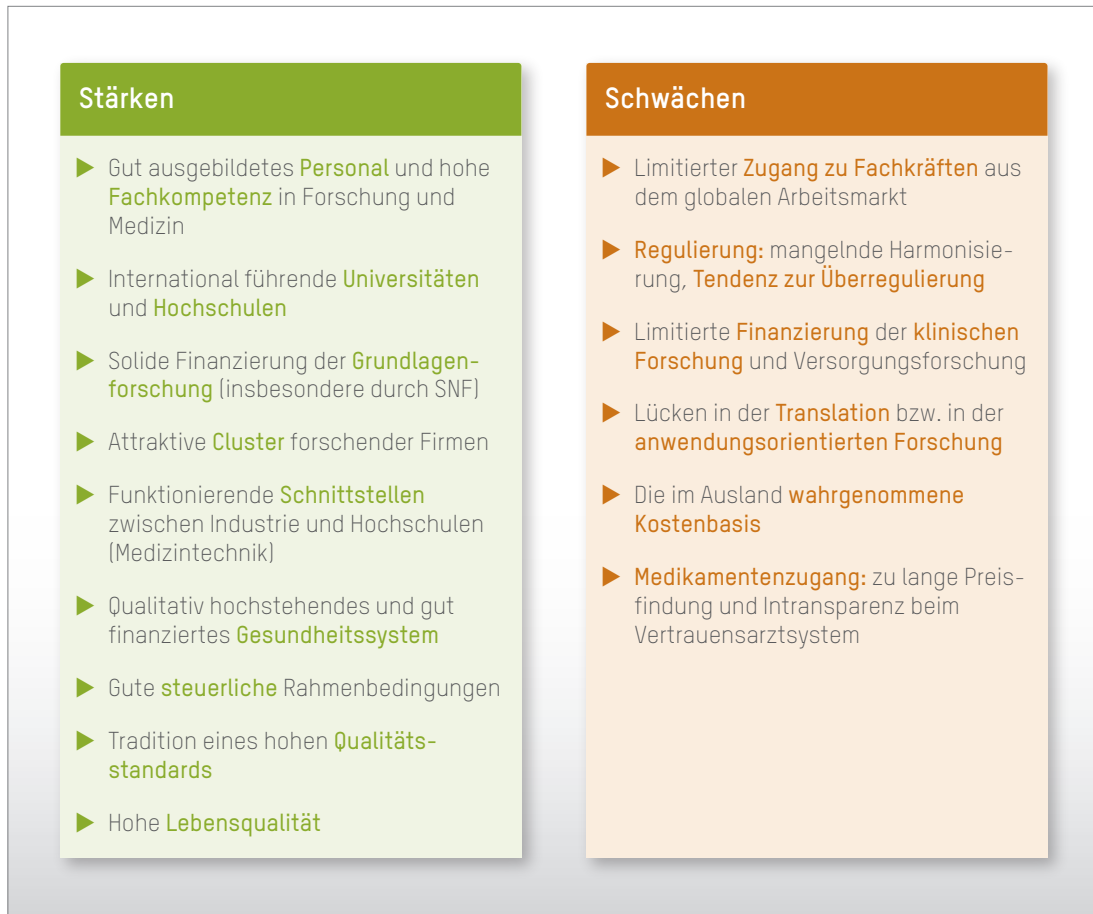 Stärken
Gut ausgebildetes Personal und hohe
Fachkompetenz in Forschung und
Medizin
International führende Universitäten
und Hochschulen
Solide Finanzierung der Grundlagen-
forschung (insbesondere durch SNF)
Attraktive Cluster forschender Firmen
Funktionierende Schnittstellen
zwischen Industrie und Hochschulen
(Medizintechnik)
Qualitativ hochstehendes und gut
finanziertes Gesundheitssystem
Gute steuerliche Rahmenbedingungen
Tradition eines hohen Qualitäts-
standards
Hohe Lebensqualität
Schwächen
Limitierter Zugang zu Fachkräften aus
dem globalen Arbeitsmarkt
Regulierung: mangelnde Harmonisie-
rung, Tendenz zur Überregulierung
Limitierte Finanzierung der klinischen
Forschung und Versorgungsforschung
Lücken in der Translation bzw. in der
anwendungsorientierten Forschung
Die im Ausland wahrgenommene
Kostenbasis
Medikamentenzugang: zu lange Preis-
findung und Intransparenz beim
Vertrauensarztsystem